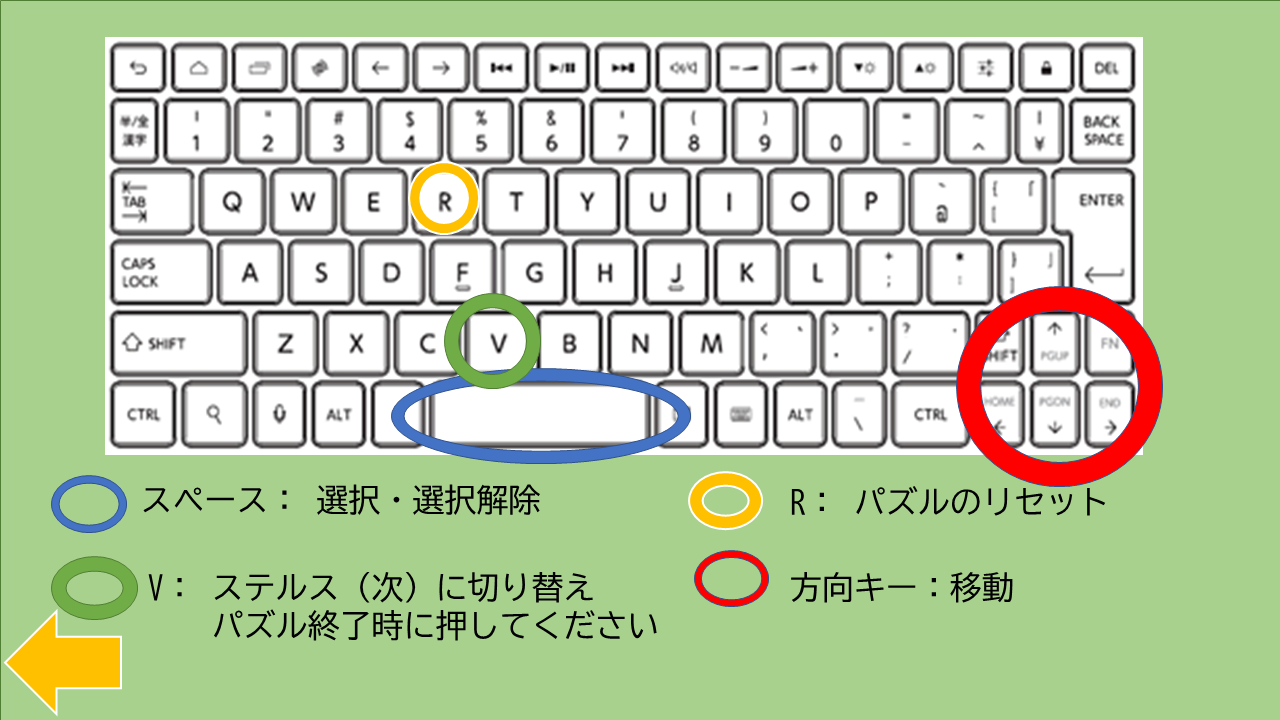 DEL
半/全 ! " # $ % & ' ( ) = ~ | BACK
漢字 1 2 3 4 5 6 7 8 9 0 - ^ ¥ SPACE
TAB Q W E R T Y U I O P ` @ { [ 「 ENTER
CAPS LOCK A S D F G H J K L + ; * : } ] 」
SHIFT Z X C V B N M < 、 , > 。 . ? ・ / SHIFT ↑ PGUP FN
CTRL ALT ALT \ CTRL HOME ← PGDN ↓ END →
スペース： 選択・選択解除
R： パズルのリセット
V： ステルス（次）に切り替え
パズル終了時に押してください
方向キー：移動